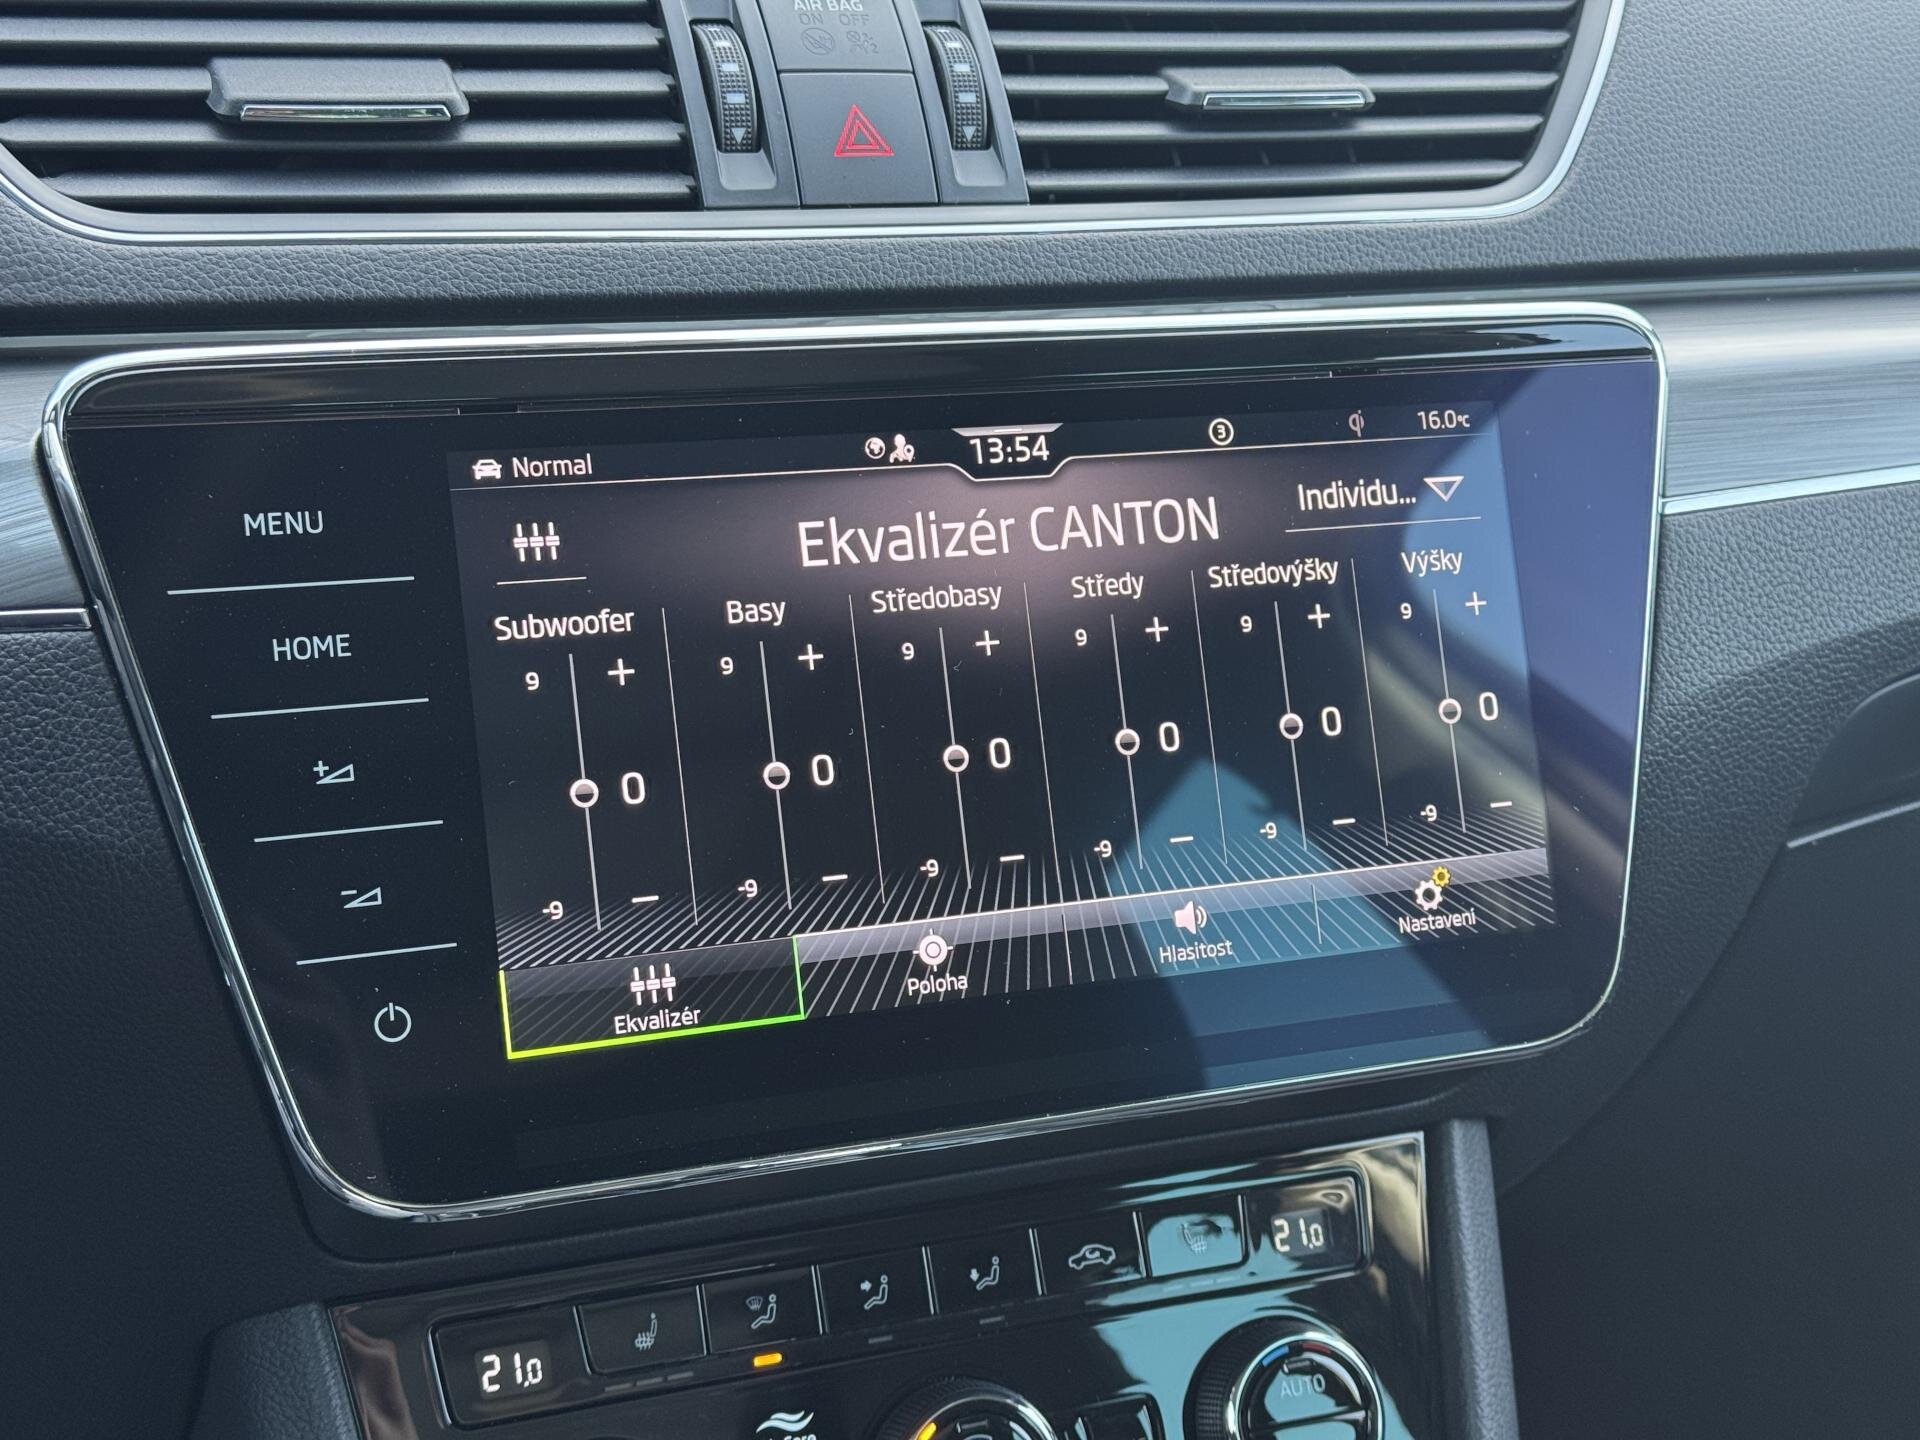 AIR BAG
ON OFF
2
Normal
13:54
3
16.0°C
MENU
HOME
Ekvalizér CANTON
Individu...
Subwoofer
Basy
Středobasy
Středy
Středovýšky
Výšky
9 +
9 +
9 +
9 +
9 +
9 +
0
0
0
0
0
0
-9 −
-9 −
-9 −
-9 −
-9 −
-9 −
Ekvalizér
Poloha
Hlasitost
Nastavení
21.0
21.0
AUTO